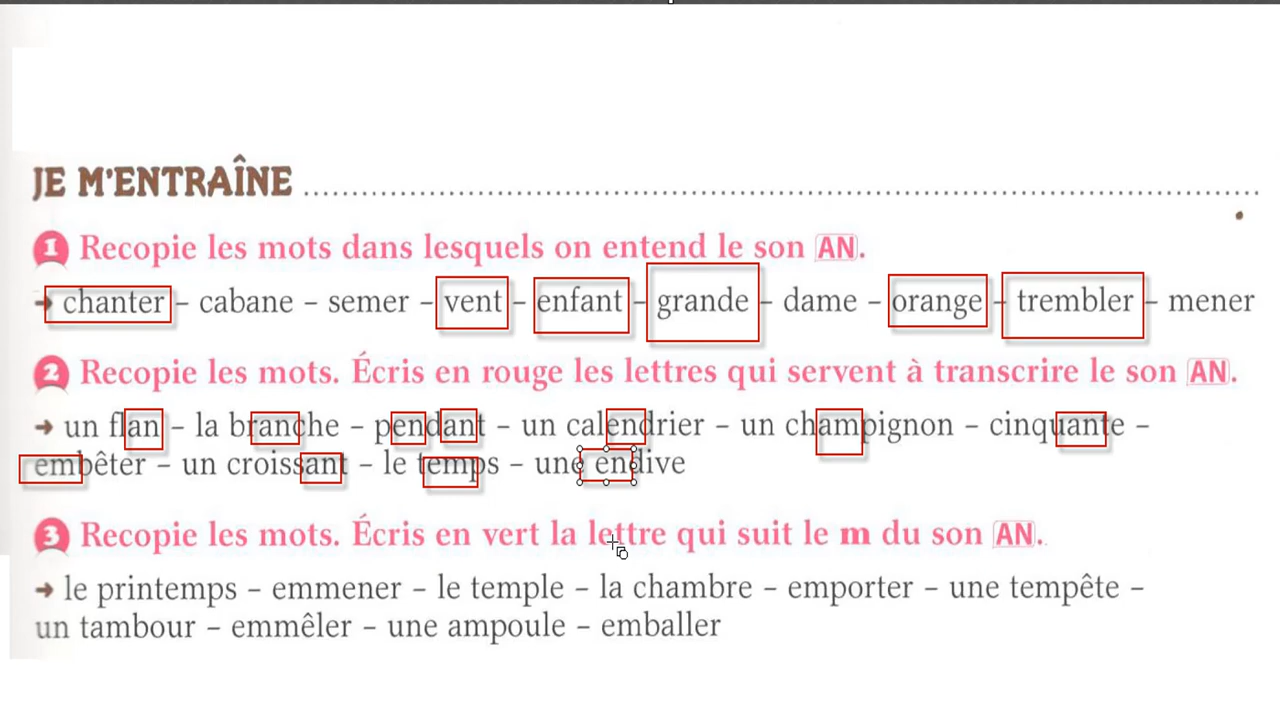 JE M'ENTRAÎNE
1 Recopie les mots dans lesquels on entend le son AN.
➜ chanter – cabane – semer – vent – enfant – grande – dame – orange – trembler – mener
2 Recopie les mots. Écris en rouge les lettres qui servent à transcrire le son AN.
➜ un flan – la branche – pendant – un calendrier – un champignon – cinquante –
embêter – un croissant – le temps – une endive
3 Recopie les mots. Écris en vert la lettre qui suit le m du son AN.
➜ le printemps – emmener – le temple – la chambre – emporter – une tempête –
un tambour – emmêler – une ampoule – emballer